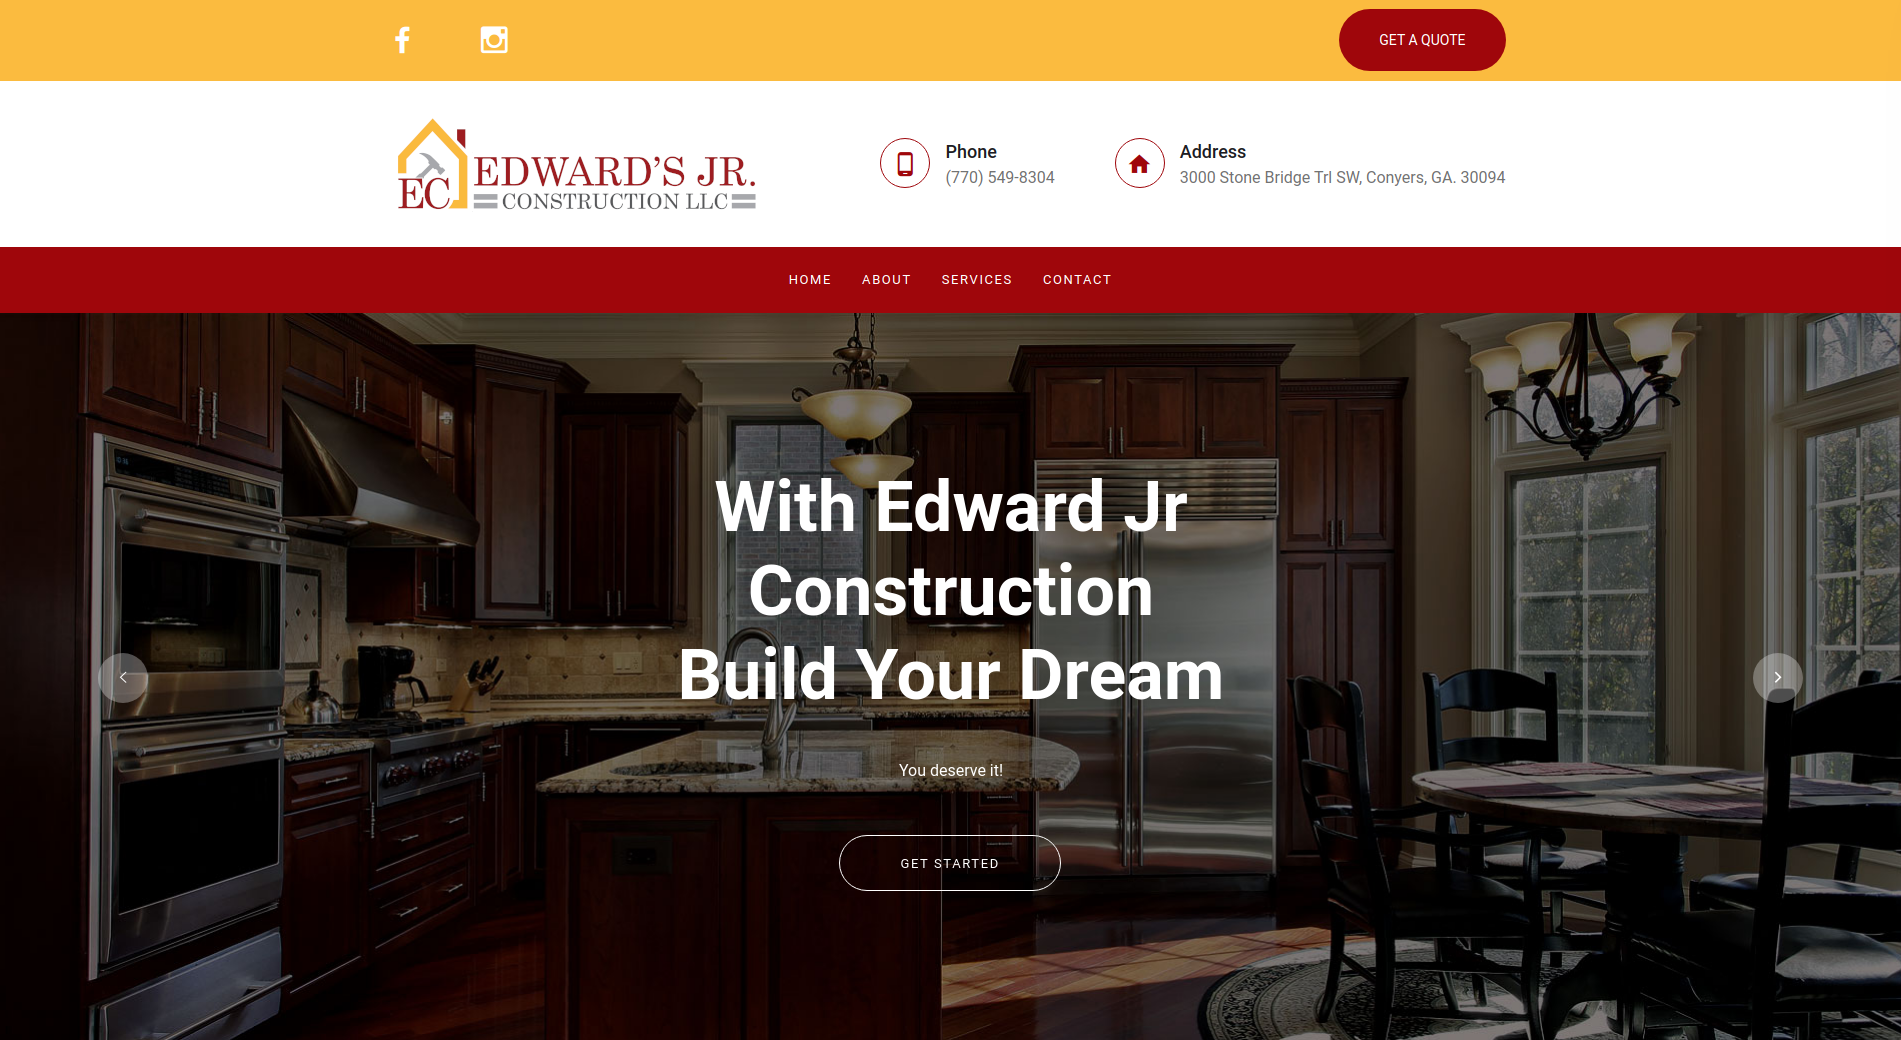 GET A QUOTE
EC
EDWARD'S JR.
CONSTRUCTION LLC
Phone
(770) 549-8304
Address
3000 Stone Bridge Trl SW, Conyers, GA. 30094
HOME ABOUT SERVICES CONTACT
With Edward Jr
Construction
Build Your Dream
You deserve it!
GET STARTED